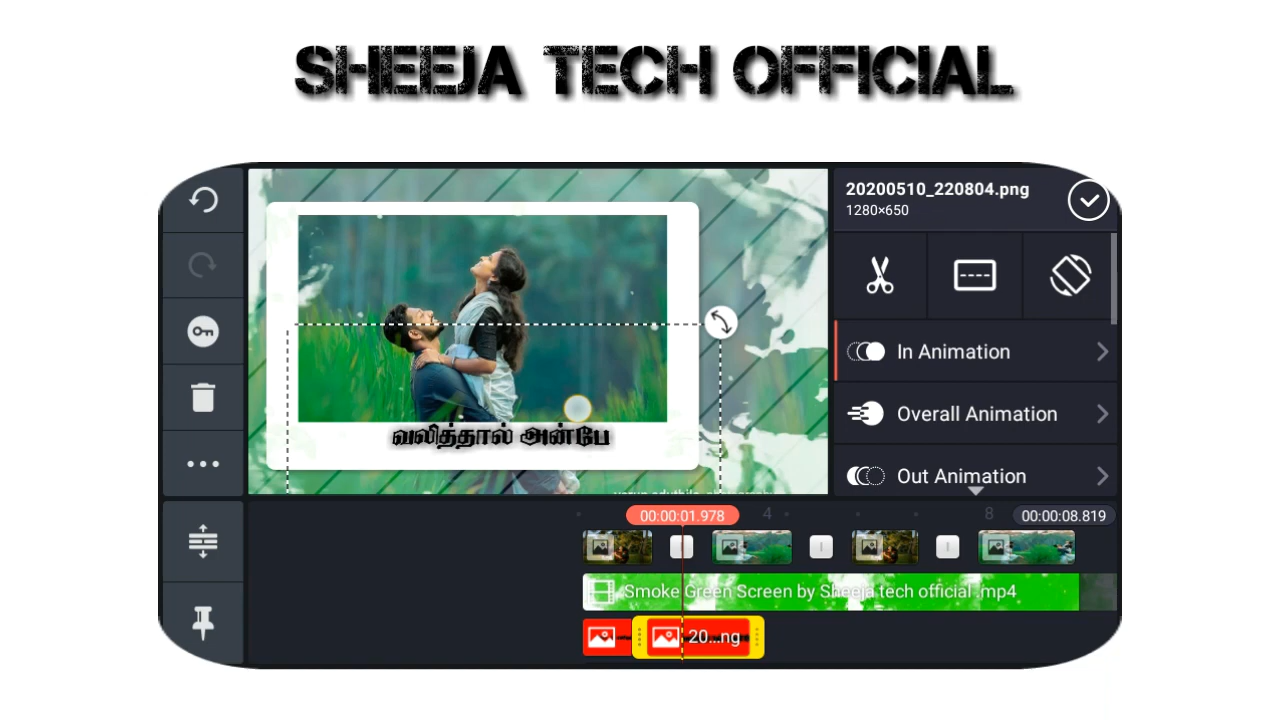 SHEEJA TECH OFFICIAL
20200510_220804.png
1280×650
In Animation
Overall Animation
Out Animation
வலித்தால் அன்பே
00:00:01.978
4
8
00:00:08.819
Smoke Green Screen by Sheeja tech official .mp4
20...ng